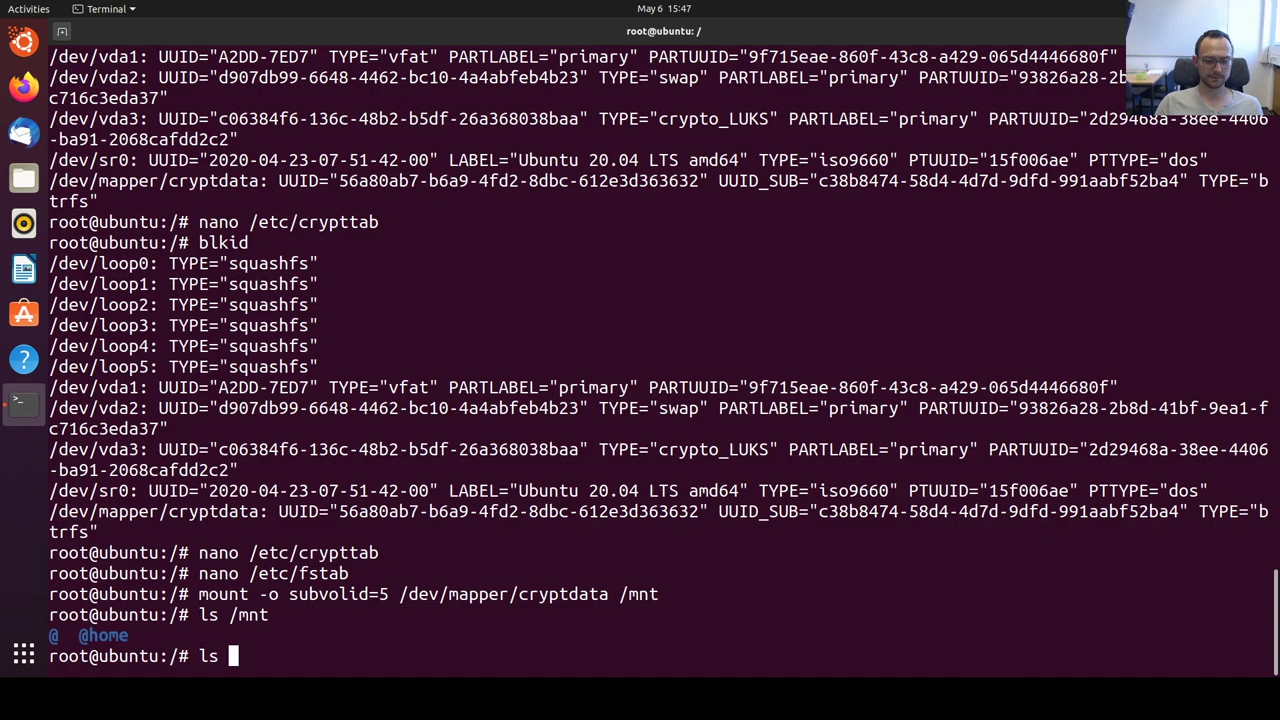 Activities
Terminal
May 6 15:47
root@ubuntu: /
/dev/vda1: UUID="A2DD-7ED7" TYPE="vfat" PARTLABEL="primary" PARTUUID="9f715eae-860f-43c8-a429-065d4446680f"
/dev/vda2: UUID="d907db99-6648-4462-bc10-4a4abfeb4b23" TYPE="swap" PARTLABEL="primary" PARTUUID="93826a28-2b
c716c3eda37"
/dev/vda3: UUID="c06384f6-136c-48b2-b5df-26a368038baa" TYPE="crypto_LUKS" PARTLABEL="primary" PARTUUID="2d29468a-38ee-4406
-ba91-2068cafdd2c2"
/dev/sr0: UUID="2020-04-23-07-51-42-00" LABEL="Ubuntu 20.04 LTS amd64" TYPE="iso9660" PTUUID="15f006ae" PTTYPE="dos"
/dev/mapper/cryptdata: UUID="56a80ab7-b6a9-4fd2-8dbc-612e3d363632" UUID_SUB="c38b8474-58d4-4d7d-9dfd-991aabf52ba4" TYPE="b
trfs"
root@ubuntu:/# nano /etc/crypttab
root@ubuntu:/# blkid
/dev/loop0: TYPE="squashfs"
/dev/loop1: TYPE="squashfs"
/dev/loop2: TYPE="squashfs"
/dev/loop3: TYPE="squashfs"
/dev/loop4: TYPE="squashfs"
/dev/loop5: TYPE="squashfs"
/dev/vda1: UUID="A2DD-7ED7" TYPE="vfat" PARTLABEL="primary" PARTUUID="9f715eae-860f-43c8-a429-065d4446680f"
/dev/vda2: UUID="d907db99-6648-4462-bc10-4a4abfeb4b23" TYPE="swap" PARTLABEL="primary" PARTUUID="93826a28-2b8d-41bf-9ea1-f
c716c3eda37"
/dev/vda3: UUID="c06384f6-136c-48b2-b5df-26a368038baa" TYPE="crypto_LUKS" PARTLABEL="primary" PARTUUID="2d29468a-38ee-4406
-ba91-2068cafdd2c2"
/dev/sr0: UUID="2020-04-23-07-51-42-00" LABEL="Ubuntu 20.04 LTS amd64" TYPE="iso9660" PTUUID="15f006ae" PTTYPE="dos"
/dev/mapper/cryptdata: UUID="56a80ab7-b6a9-4fd2-8dbc-612e3d363632" UUID_SUB="c38b8474-58d4-4d7d-9dfd-991aabf52ba4" TYPE="b
trfs"
root@ubuntu:/# nano /etc/crypttab
root@ubuntu:/# nano /etc/fstab
root@ubuntu:/# mount -o subvolid=5 /dev/mapper/cryptdata /mnt
root@ubuntu:/# ls /mnt
@ @home
root@ubuntu:/# ls